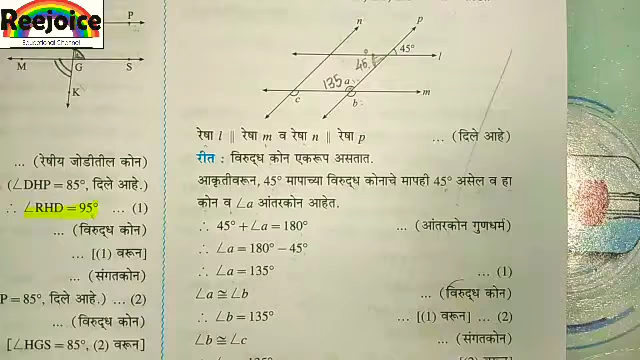 Reejoice
Educational Channel
P
M
G
S
K
... (रेषीय जोडीतील कोन)
(∠DHP = 85°, दिले आहे.)
∴ ∠RHD = 95° ... (1)
... (विरुद्ध कोन)
... [(1) वरून]
... (संगतकोन)
P = 85°, दिले आहे.) ... (2)
... (विरुद्ध कोन)
[∠HGS = 85°, (2) वरून]
n
p
45°
l
45
135
a
c
b
m
रेषा l || रेषा m व रेषा n || रेषा p ... (दिले आहे)
रीत : विरुद्ध कोन एकरूप असतात.
आकृतीवरून, 45° मापाच्या विरुद्ध कोनाचे मापही 45° असेल व हा
कोन व ∠a आंतरकोन आहेत.
∴ 45° + ∠a = 180° ... (आंतरकोन गुणधर्म)
∴ ∠a = 180° – 45°
∴ ∠a = 135° ... (1)
∠a ≅ ∠b ... (विरुद्ध कोन)
∴ ∠b = 135° ... [(1) वरून] ... (2)
∠b ≅ ∠c ... (संगतकोन)